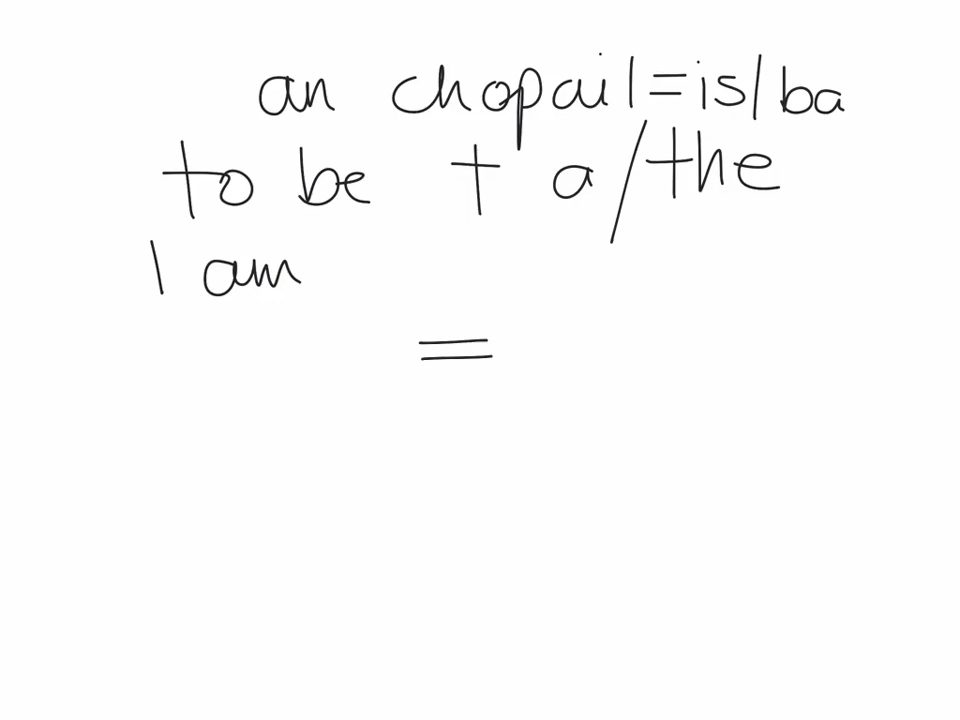 an chopail=is/ba
to be + a/the
I am
=